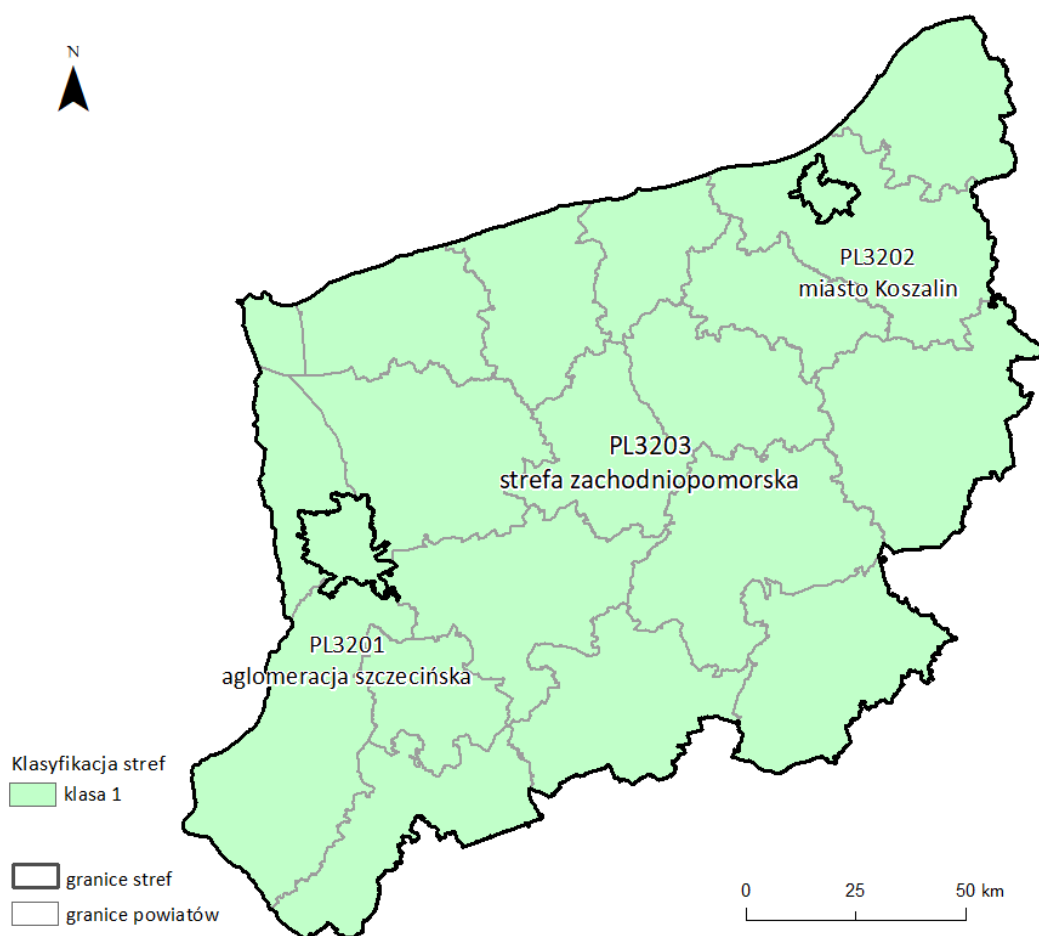 N
PL3202
miasto Koszalin
PL3203
strefa zachodniopomorska
PL3201
aglomeracja szczecińska
Klasyfikacja stref
klasa 1
granice stref
granice powiatów
0 25 50 km